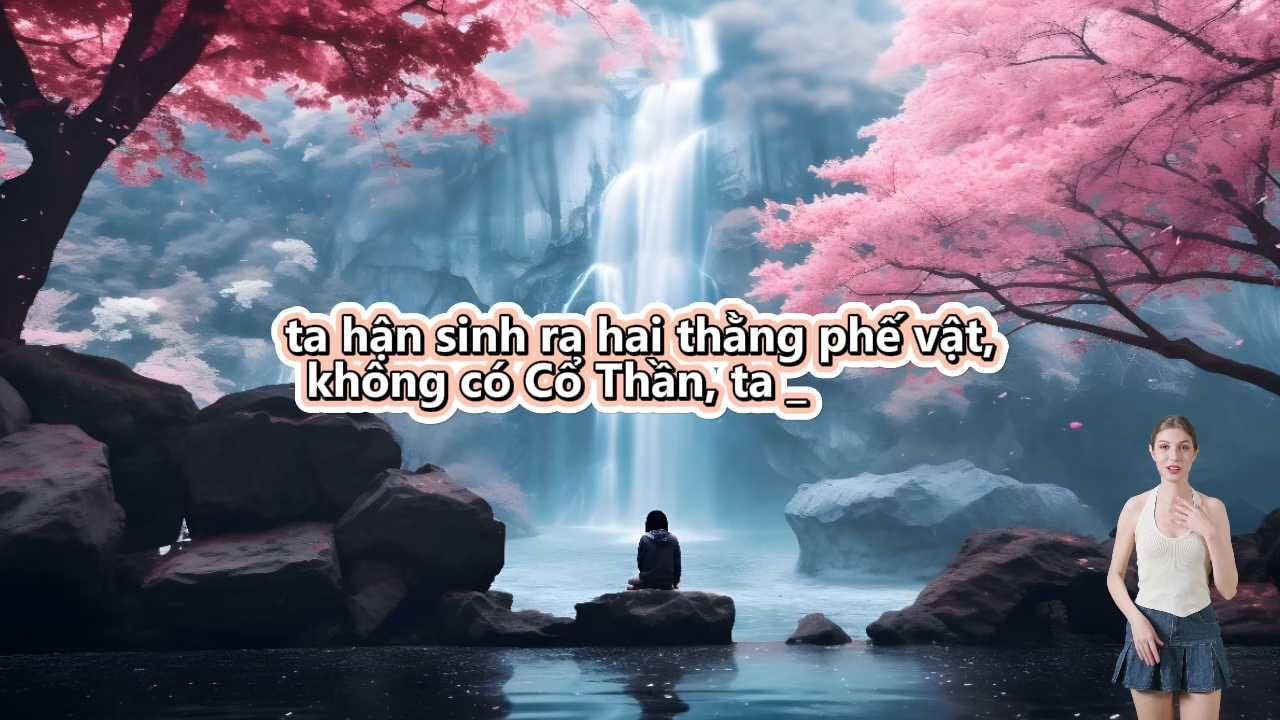 ta hận sinh ra hai thằng phế vật,
không có Cổ Thần, ta _